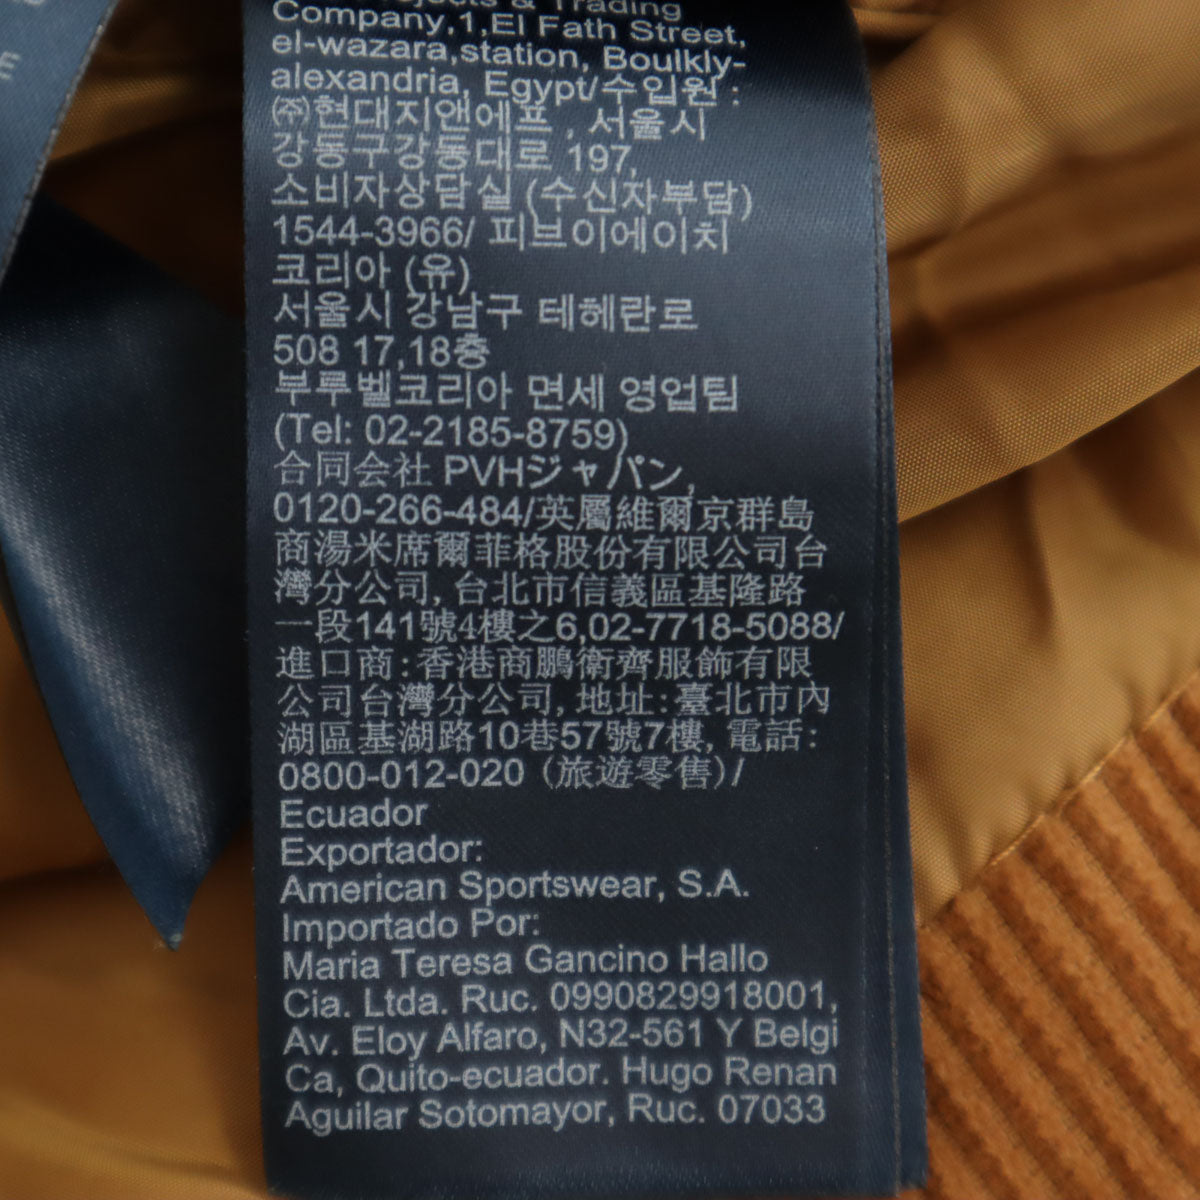 Trading
Company,1,El Fath Street,
el-wazara,station, Boulkly-
alexandria, Egypt/수입원 :
㈜현대지앤에프 , 서울시
강동구강동대로 197,
소비자상담실 (수신자부담)
1544-3966/ 피브이에이치
코리아 (유)
서울시 강남구 테헤란로
508 17,18층
부루벨코리아 면세 영업팀
(Tel: 02-2185-8759)
合同会社 PVHジャパン,
0120-266-484/英屬維爾京群島
商湯米席爾菲格股份有限公司台
灣分公司, 台北市信義區基隆路
一段141號4樓之6,02-7718-5088/
進口商:香港商鵬衛齊服飾有限
公司台灣分公司, 地址:臺北市內
湖區基湖路10巷57號7樓, 電話:
0800-012-020 (旅遊零售)/
Ecuador
Exportador:
American Sportswear, S.A.
Importado Por:
Maria Teresa Gancino Hallo
Cia. Ltda. Ruc. 0990829918001,
Av. Eloy Alfaro, N32-561 Y Belgi
Ca, Quito-ecuador. Hugo Renan
Aguilar Sotomayor, Ruc. 07033